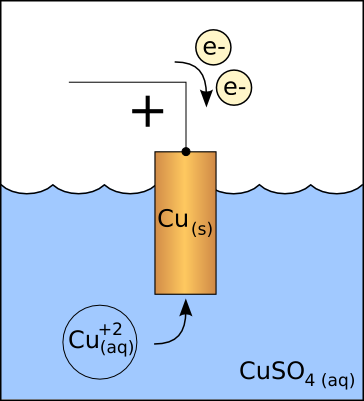 e-
e-
+
Cu(s)
Cu+2(aq)
CuSO4 (aq)